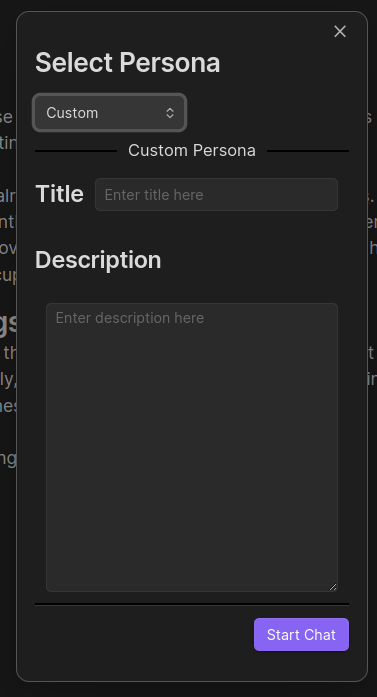 Select Persona
Custom
Custom Persona
Title
Enter title here
Description
Enter description here
Start Chat